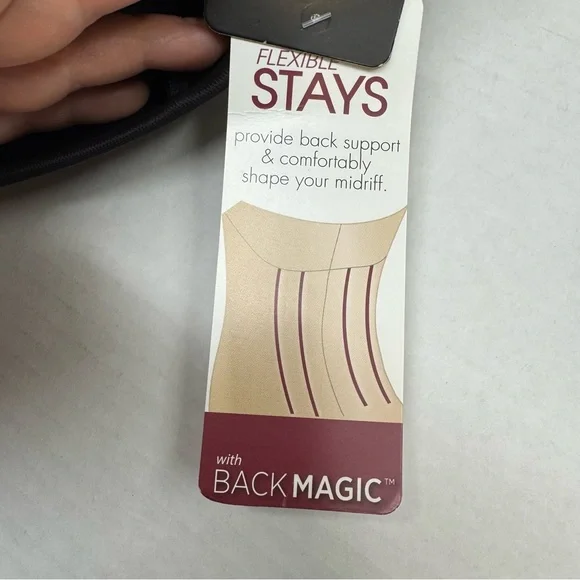 FLEXIBLE
STAYS
provide back support
& comfortably
shape your midriff.
with
BACKMAGIC™